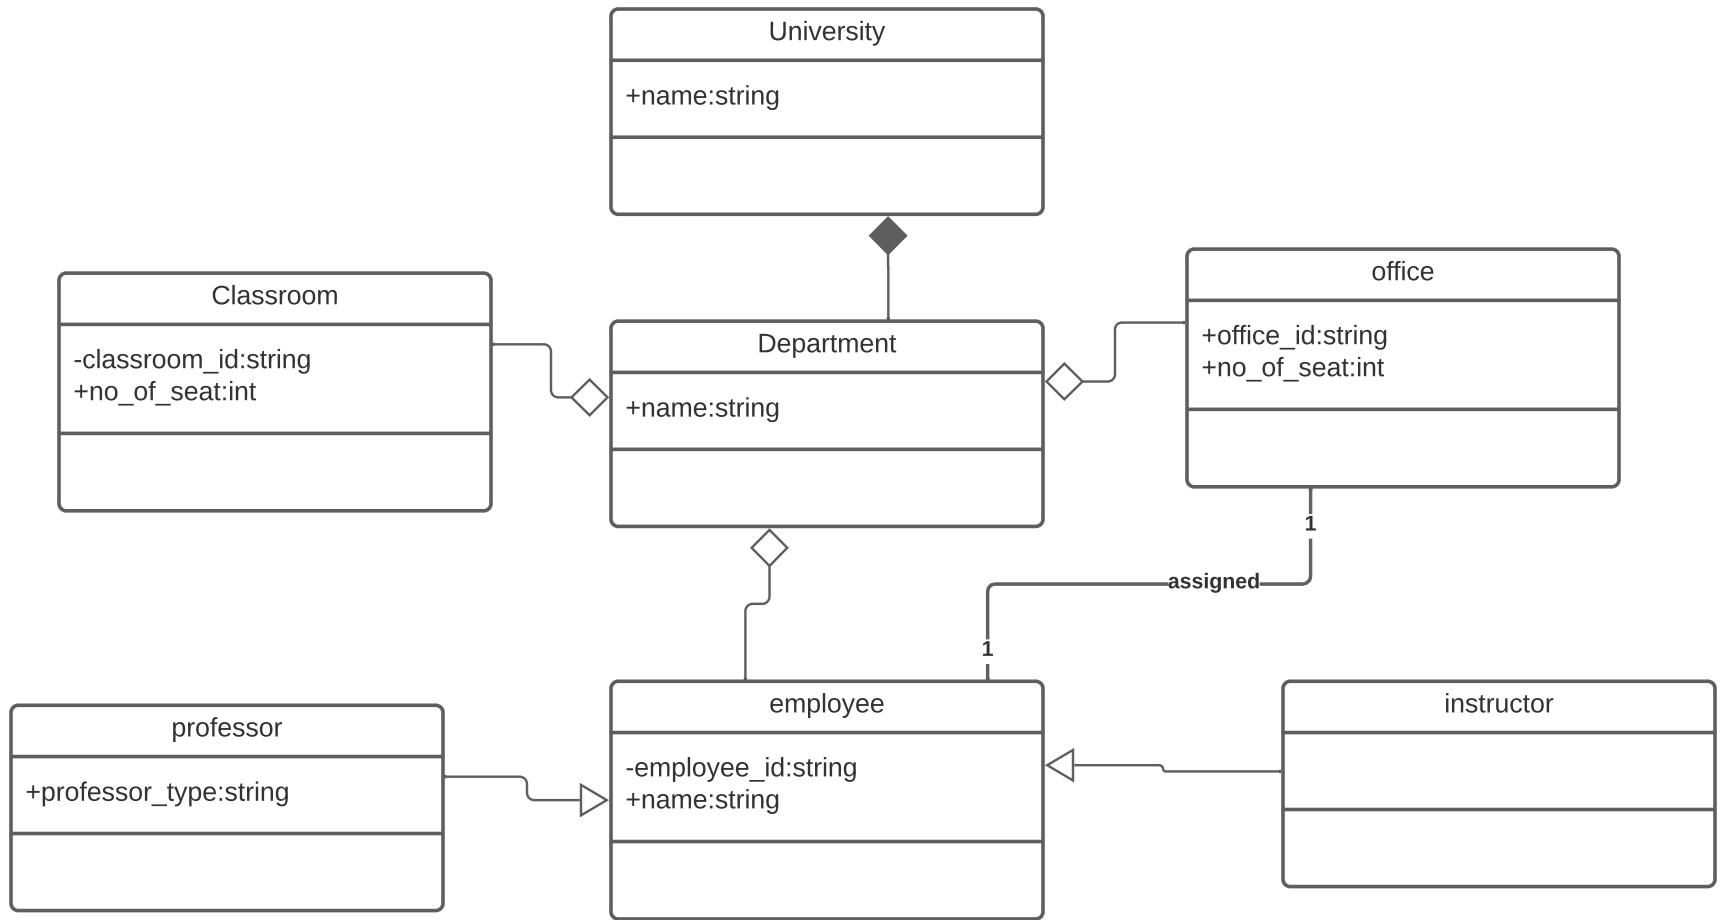 University
+name:string
Classroom
-classroom_id:string
+no_of_seat:int
Department
+name:string
office
+office_id:string
+no_of_seat:int
1
assigned
1
professor
+professor_type:string
employee
-employee_id:string
+name:string
instructor